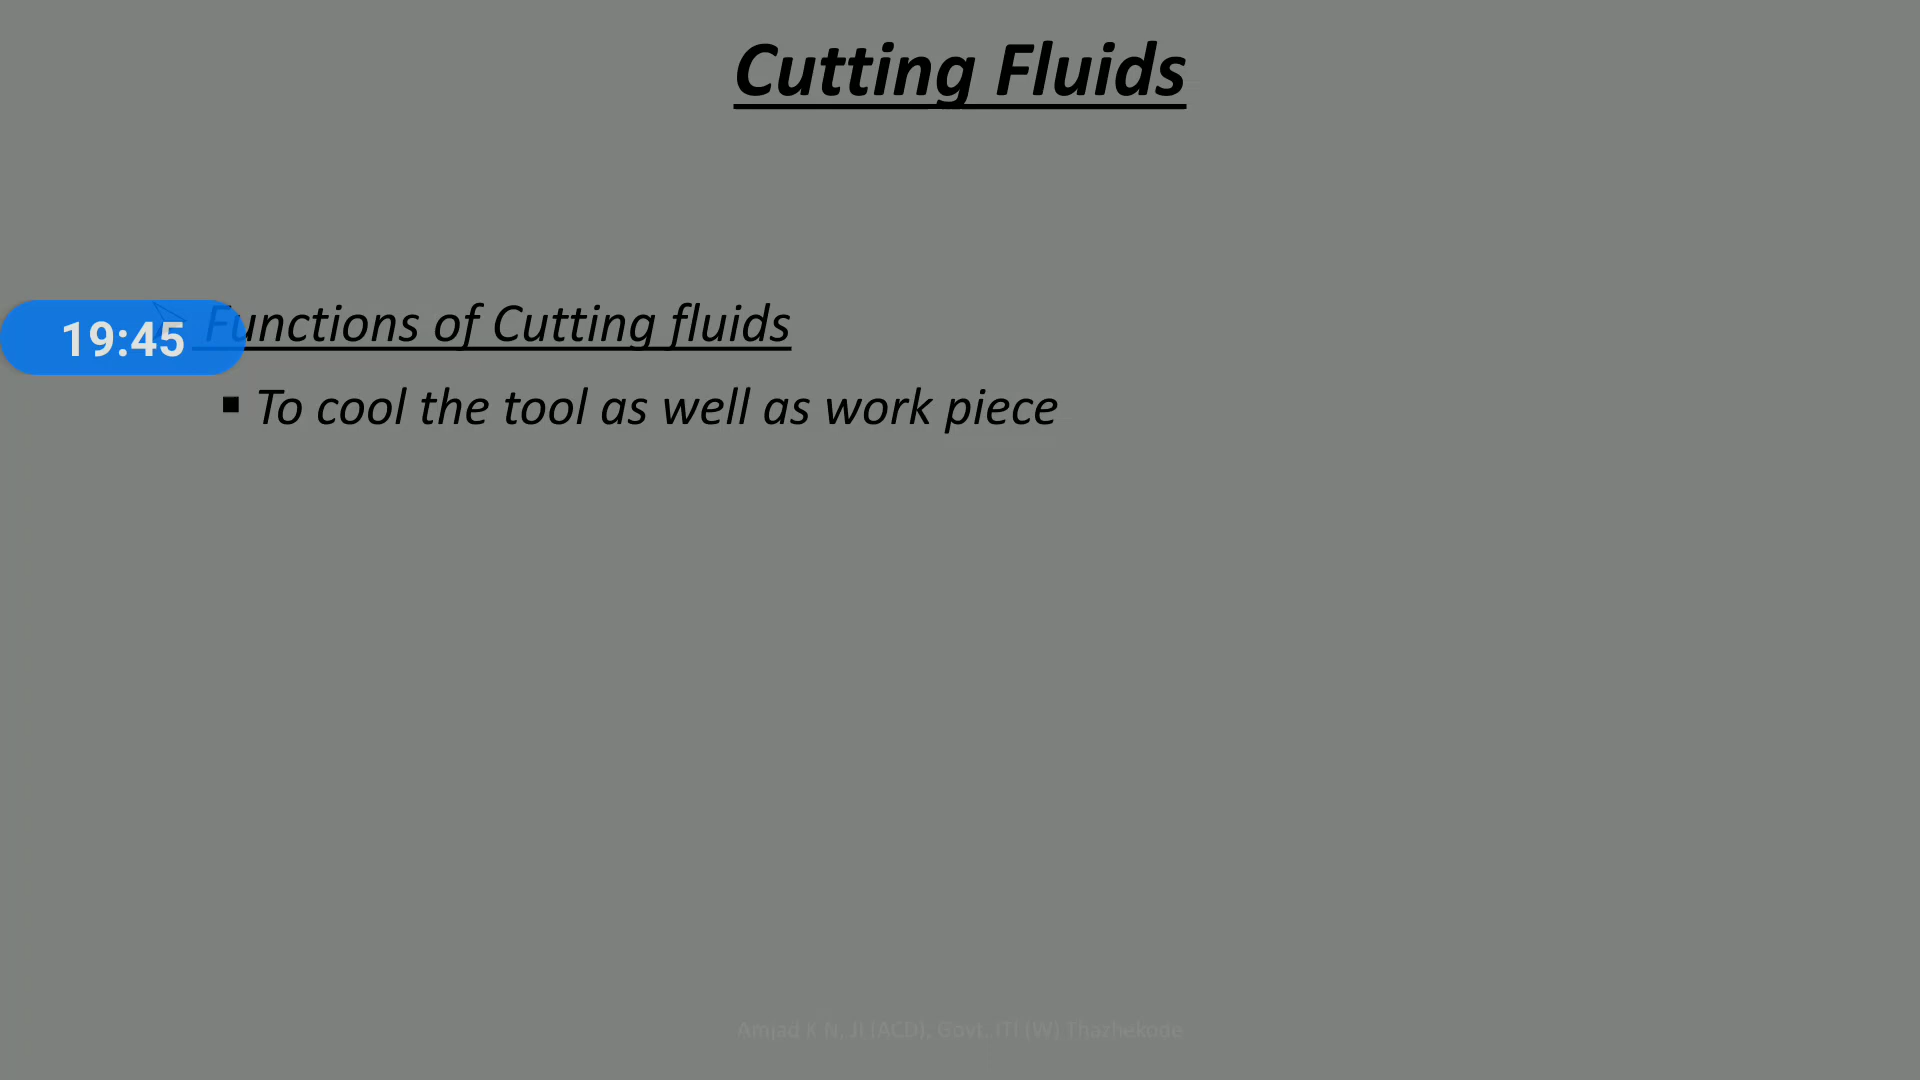 Cutting Fluids
Functions of Cutting fluids
19:45
▪ To cool the tool as well as work piece
Amjad K N, JI (ACD), Govt. ITI (W) Thazhekode